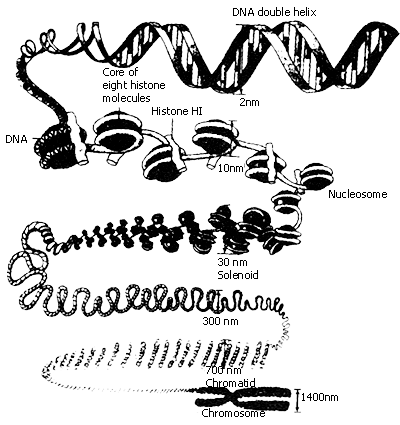 DNA double helix
2nm
Core of
eight histone
molecules
Histone HI
DNA
10nm
Nucleosome
30 nm
Solenoid
300 nm
700 nm
Chromatid
1400nm
Chromosome